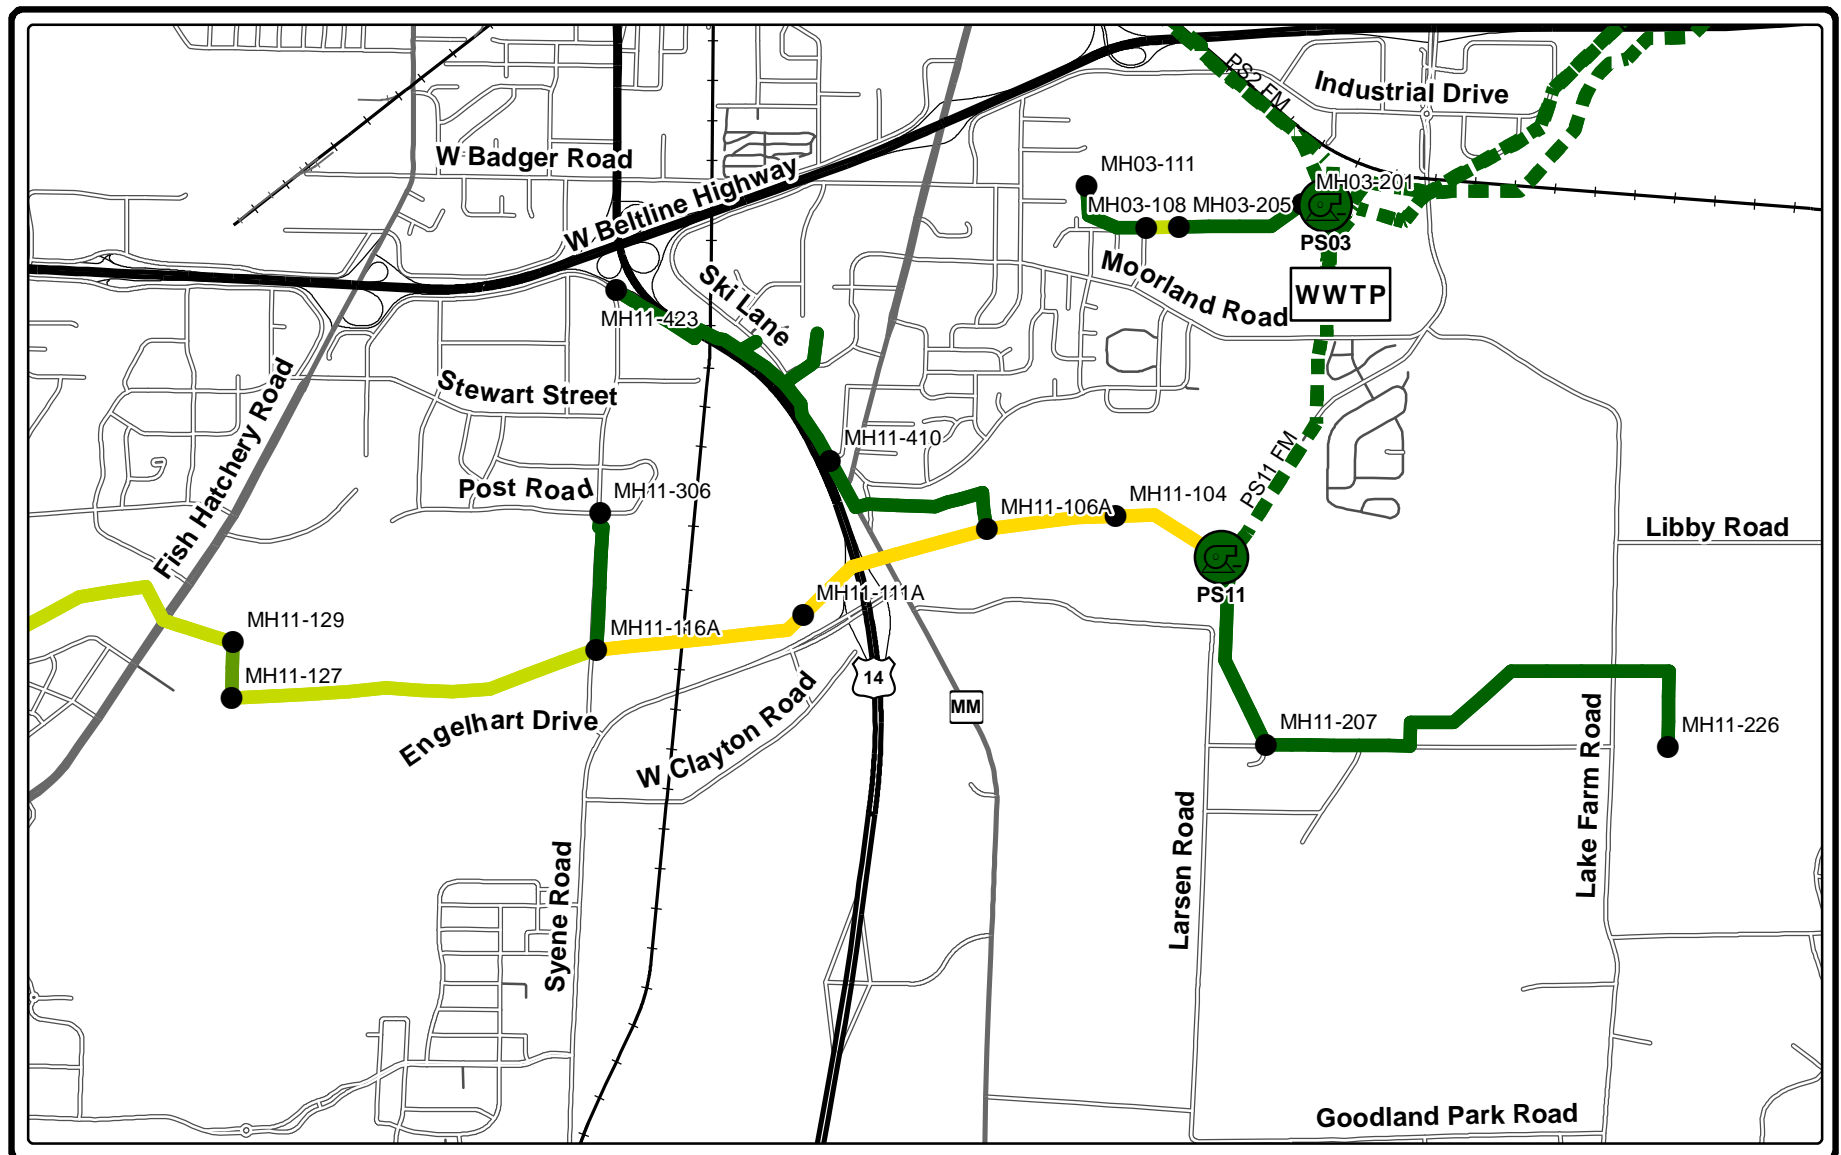 PS2 FM
Industrial Drive
W Badger Road
MH03-111
MH03-201
W Beltline Highway
MH03-108
MH03-205
PS03
Moorland Road
WWTP
Ski Lane
MH11-423
Stewart Street
Fish Hatchery Road
MH11-410
PS11 FM
Post Road
MH11-306
MH11-106A
MH11-104
Libby Road
PS11
MH11-111A
MH11-129
MH11-116A
MH11-127
14
MM
Engelhart Drive
W Clayton Road
MH11-207
MH11-226
Lake Farm Road
Larsen Road
Syene Road
Goodland Park Road